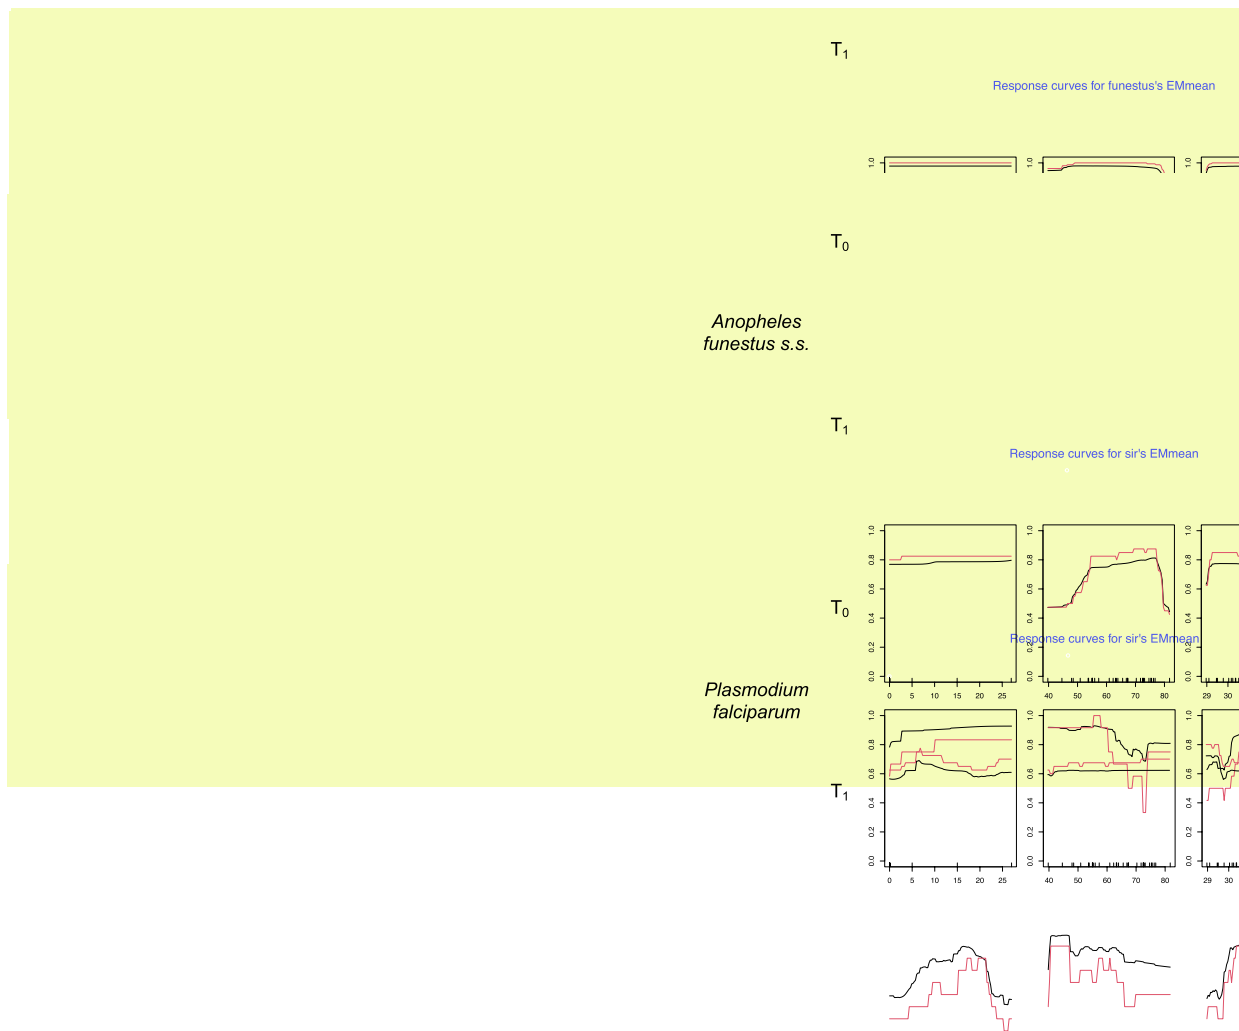 T1
Response curves for funestus's EMmean
1.0 1.0 1.0
T0
Anopheles
funestus s.s.
T1
Response curves for sir's EMmean
1.0 1.0 1.0
0.8 0.8 0.8
0.6 0.6 0.6
T0
0.4 0.4 0.4
Response curves for sir's EMmean
0.2 0.2 0.2
0.0 0.0 0.0
0 5 10 15 20 25 40 50 60 70 80 29 30
Plasmodium
falciparum
1.0 1.0 1.0
0.8 0.8 0.8
0.6 0.6 0.6
T1
0.4 0.4 0.4
0.2 0.2 0.2
0.0 0.0 0.0
0 5 10 15 20 25 40 50 60 70 80 29 30